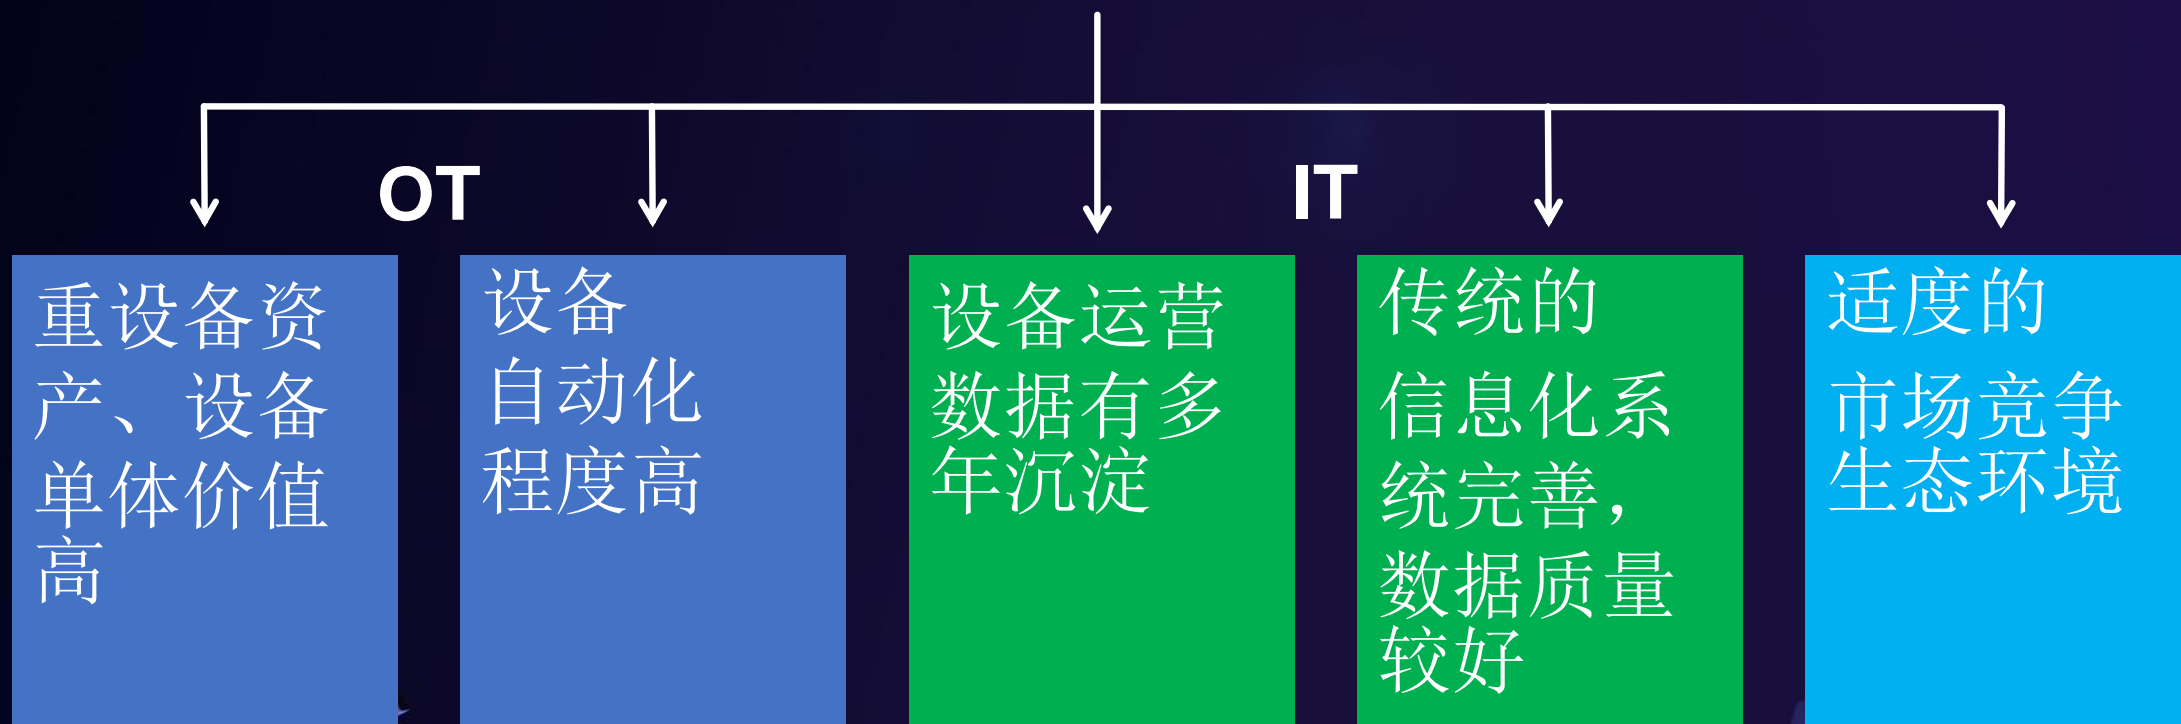 OT
IT
重设备资
产、设备
单体价值
高
设备
自动化
程度高
设备运营
数据有多
年沉淀
传统的
信息化系
统完善，
数据质量
较好
适度的
市场竞争
生态环境